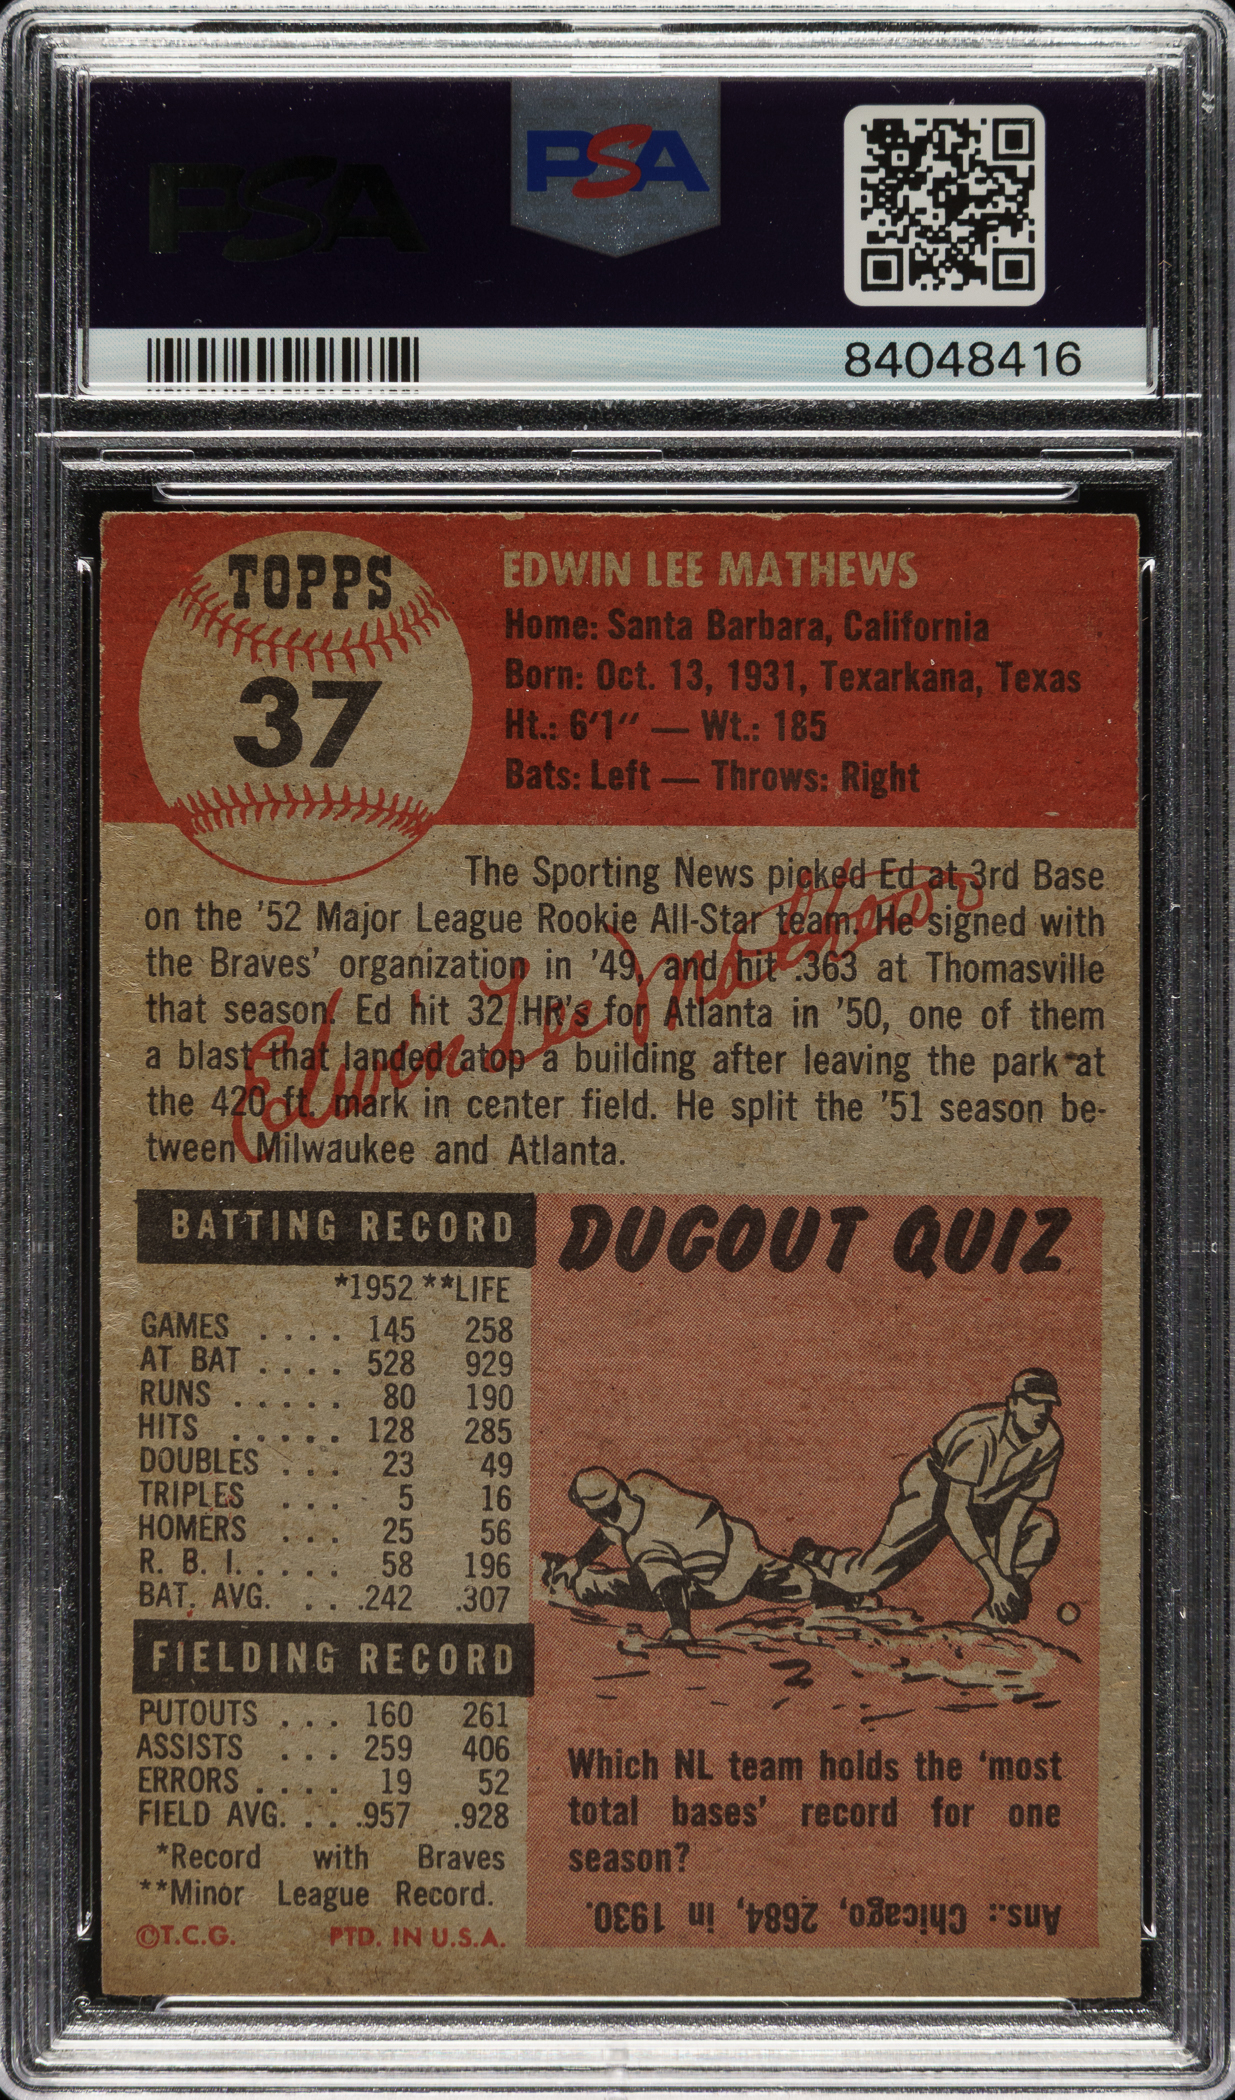 PSA
PSA
84048416
TOPPS
37
EDWIN LEE MATHEWS
Home: Santa Barbara, California
Born: Oct. 13, 1931, Texarkana, Texas
Ht.: 6'1" — Wt.: 185
Bats: Left — Throws: Right
The Sporting News picked Ed at 3rd Base
on the '52 Major League Rookie All-Star team. He signed with
the Braves' organization in '49, and hit .363 at Thomasville
that season. Ed hit 32 HR's for Atlanta in '50, one of them
a blast that landed atop a building after leaving the park at
the 420 ft. mark in center field. He split the '51 season be-
tween Milwaukee and Atlanta.
Edwin Lee Mathews
BATTING RECORD
*1952 **LIFE
GAMES .... 145 258
AT BAT .... 528 929
RUNS ..... 80 190
HITS ..... 128 285
DOUBLES ... 23 49
TRIPLES ... 5 16
HOMERS ... 25 56
R. B. I. .... 58 196
BAT. AVG. . . .242 .307
FIELDING RECORD
PUTOUTS ... 160 261
ASSISTS ... 259 406
ERRORS .... 19 52
FIELD AVG. . . .957 .928
*Record with Braves
**Minor League Record.
©T.C.G. PTD. IN U.S.A.
DUGOUT QUIZ
Which NL team holds the 'most
total bases' record for one
season?
Ans.: Chicago, 2684, in 1930.